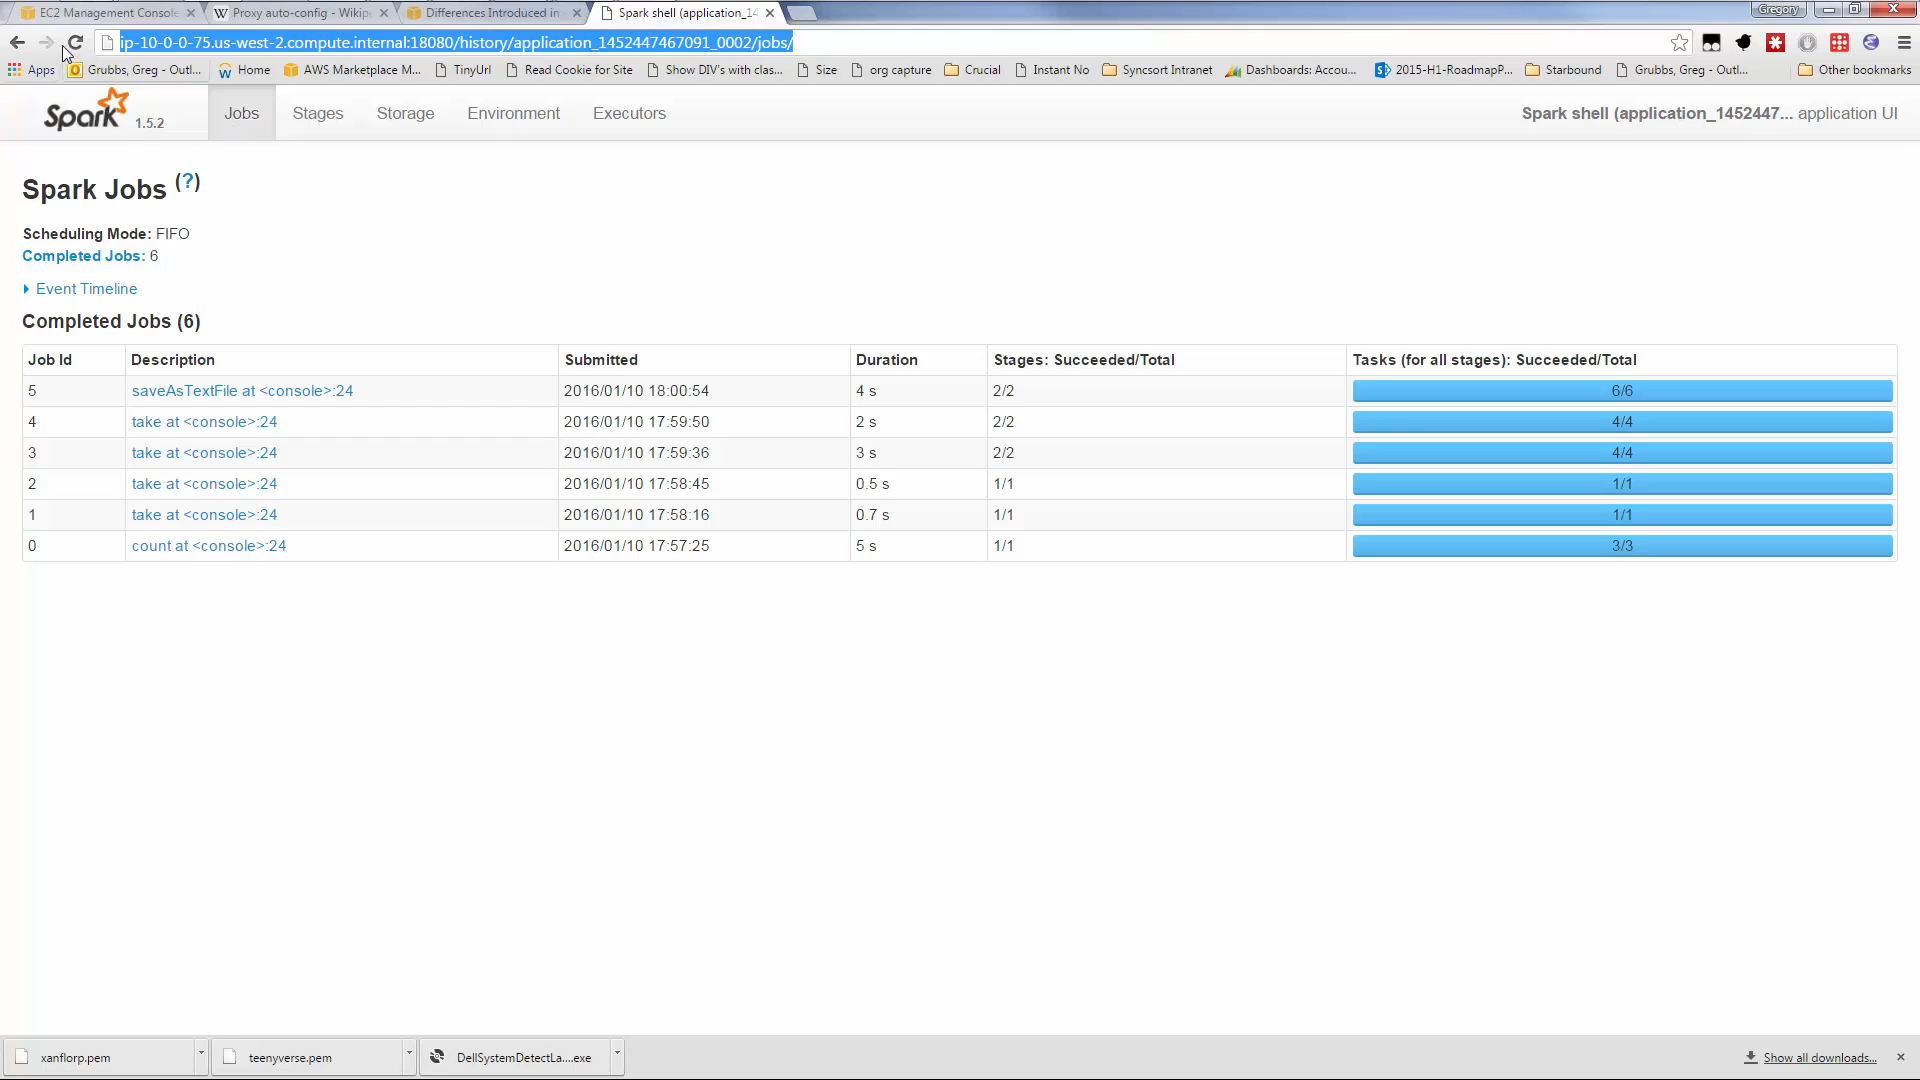 EC2 Management Console
Proxy auto-config - Wikip
Differences Introduced in
Spark shell (application_14
Gregory
ip-10-0-0-75.us-west-2.compute.internal:18080/history/application_1452447467091_0002/jobs/
Apps
Grubbs, Greg - Outl...
Home
AWS Marketplace M...
TinyUrl
Read Cookie for Site
Show DIV's with clas...
Size
org capture
Crucial
Instant No
Syncsort Intranet
Dashboards: Accou...
2015-H1-RoadmapP...
Starbound
Grubbs, Greg - Outl...
Other bookmarks
Spark 1.5.2
Jobs
Stages
Storage
Environment
Executors
Spark shell (application_1452447... application UI
Spark Jobs (?)
Scheduling Mode: FIFO
Completed Jobs: 6
Event Timeline
Completed Jobs (6)
Job Id Description Submitted Duration Stages: Succeeded/Total Tasks (for all stages): Succeeded/Total
5 saveAsTextFile at <console>:24 2016/01/10 18:00:54 4 s 2/2 6/6
4 take at <console>:24 2016/01/10 17:59:50 2 s 2/2 4/4
3 take at <console>:24 2016/01/10 17:59:36 3 s 2/2 4/4
2 take at <console>:24 2016/01/10 17:58:45 0.5 s 1/1 1/1
1 take at <console>:24 2016/01/10 17:58:16 0.7 s 1/1 1/1
0 count at <console>:24 2016/01/10 17:57:25 5 s 1/1 3/3
xanflorp.pem
teenyverse.pem
DellSystemDetectLa....exe
Show all downloads...